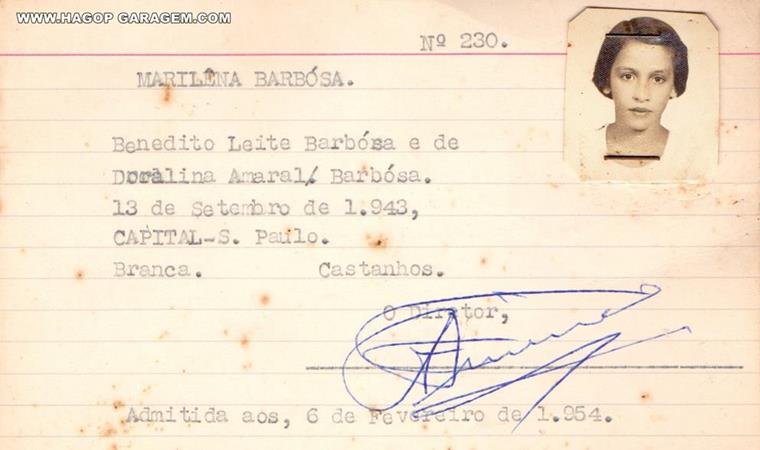 WWW.HAGOP GARAGEM.COM
Nº 230.
MARILÊNA BARBÓSA.
Benedito Leite Barbósa e de
Doralina Amaral/ Barbósa.
13 de Setembro de 1.943,
CAPITAL-S. Paulo.
Branca. Castanhos.
O Diretor,
Admitida aos, 6 de Fevereiro de 1.954.